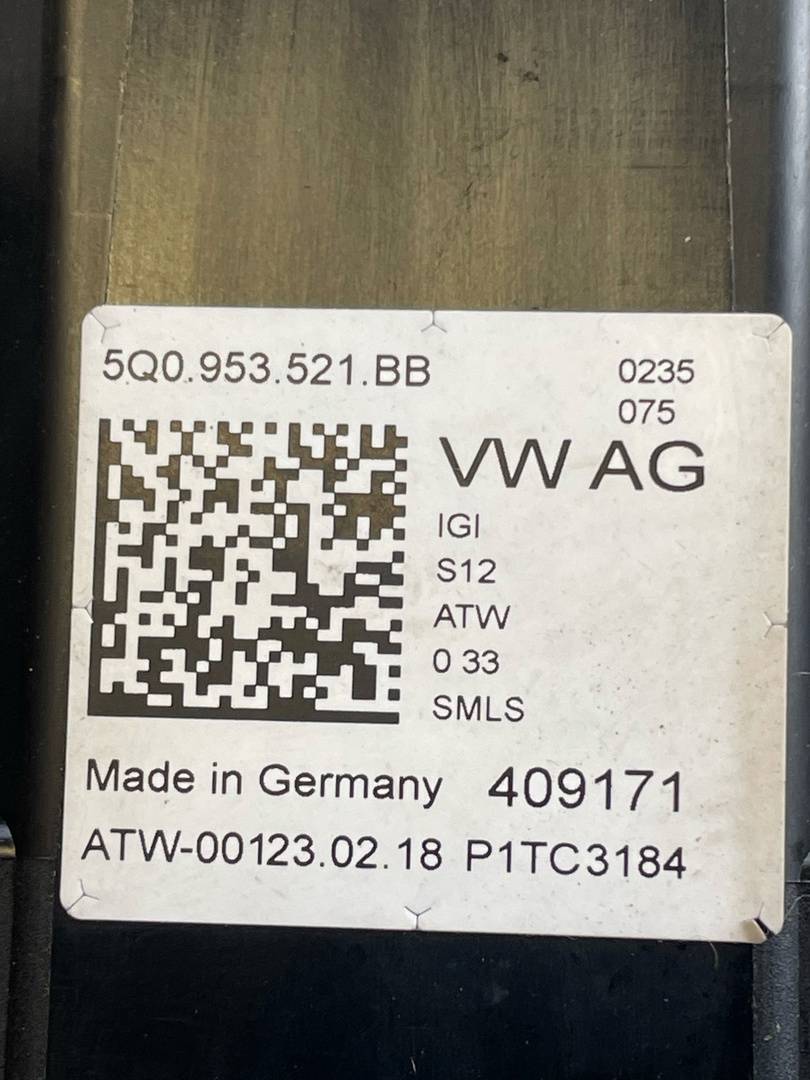 5Q0.953.521.BB
0235
075
VW AG
IGI
S12
ATW
0 33
SMLS
Made in Germany 409171
ATW-00123.02.18 P1TC3184